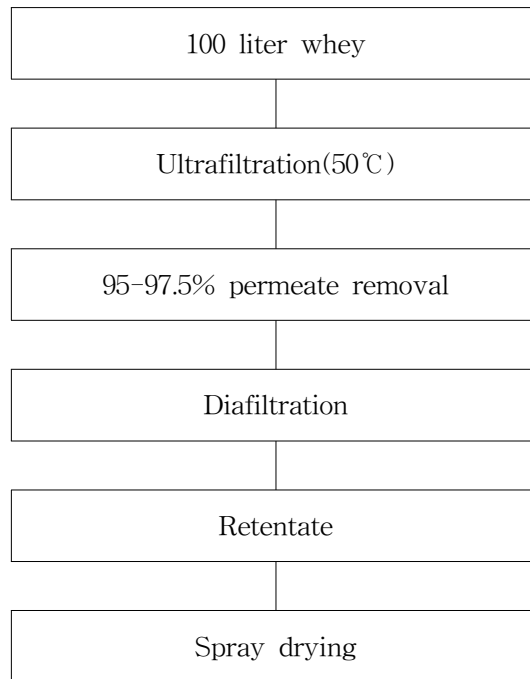 100 liter whey
Ultrafiltration(50℃)
95-97.5% permeate removal
Diafiltration
Retentate
Spray drying